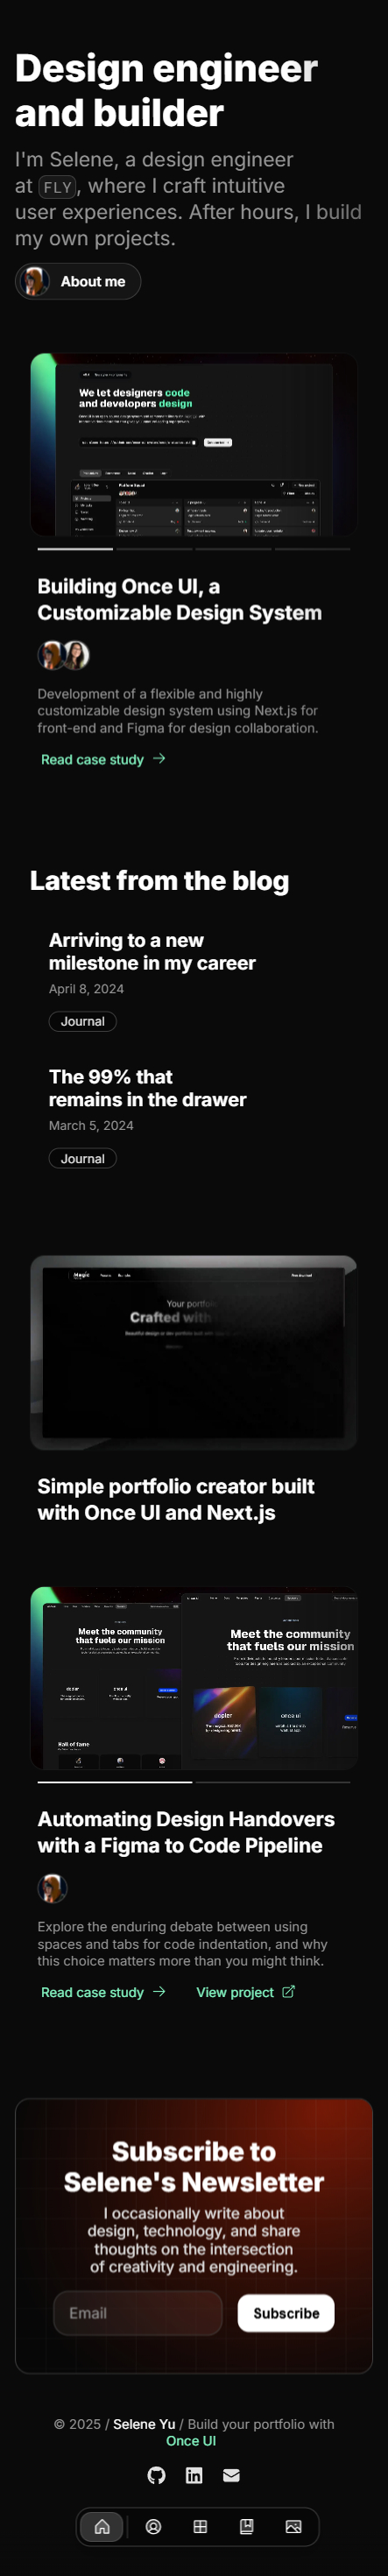 Design engineer
and builder
I'm Selene, a design engineer
at FLY, where I craft intuitive
user experiences. After hours, I build
my own projects.
About me
We let designers code
and developers design
Building Once UI, a
Customizable Design System
Development of a flexible and highly
customizable design system using Next.js for
front-end and Figma for design collaboration.
Read case study
Latest from the blog
Arriving to a new
milestone in my career
April 8, 2024
Journal
The 99% that
remains in the drawer
March 5, 2024
Journal
Your portfolio
Crafted with
Simple portfolio creator built
with Once UI and Next.js
Meet the community
that fuels our mission
Meet the community
that fuels our mission
once ui
Hall of fame
Automating Design Handovers
with a Figma to Code Pipeline
Explore the enduring debate between using
spaces and tabs for code indentation, and why
this choice matters more than you might think.
Read case study
View project
Subscribe to
Selene's Newsletter
I occasionally write about
design, technology, and share
thoughts on the intersection
of creativity and engineering.
Email
Subscribe
© 2025 / Selene Yu / Build your portfolio with
Once UI